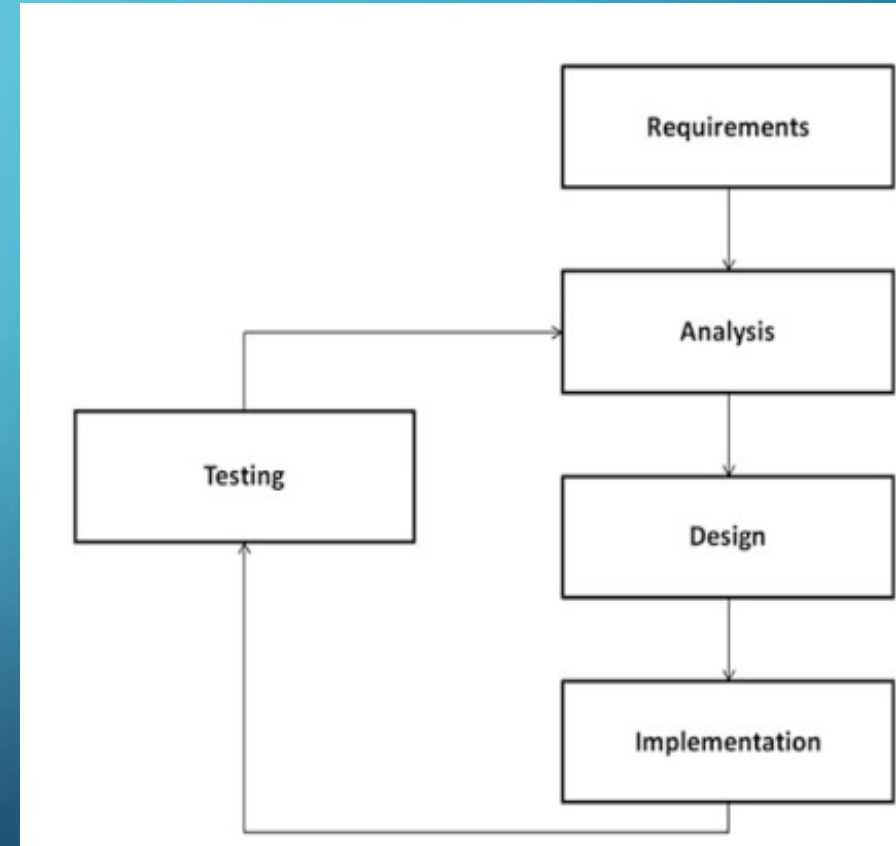 Requirements
Analysis
Testing
Design
Implementation